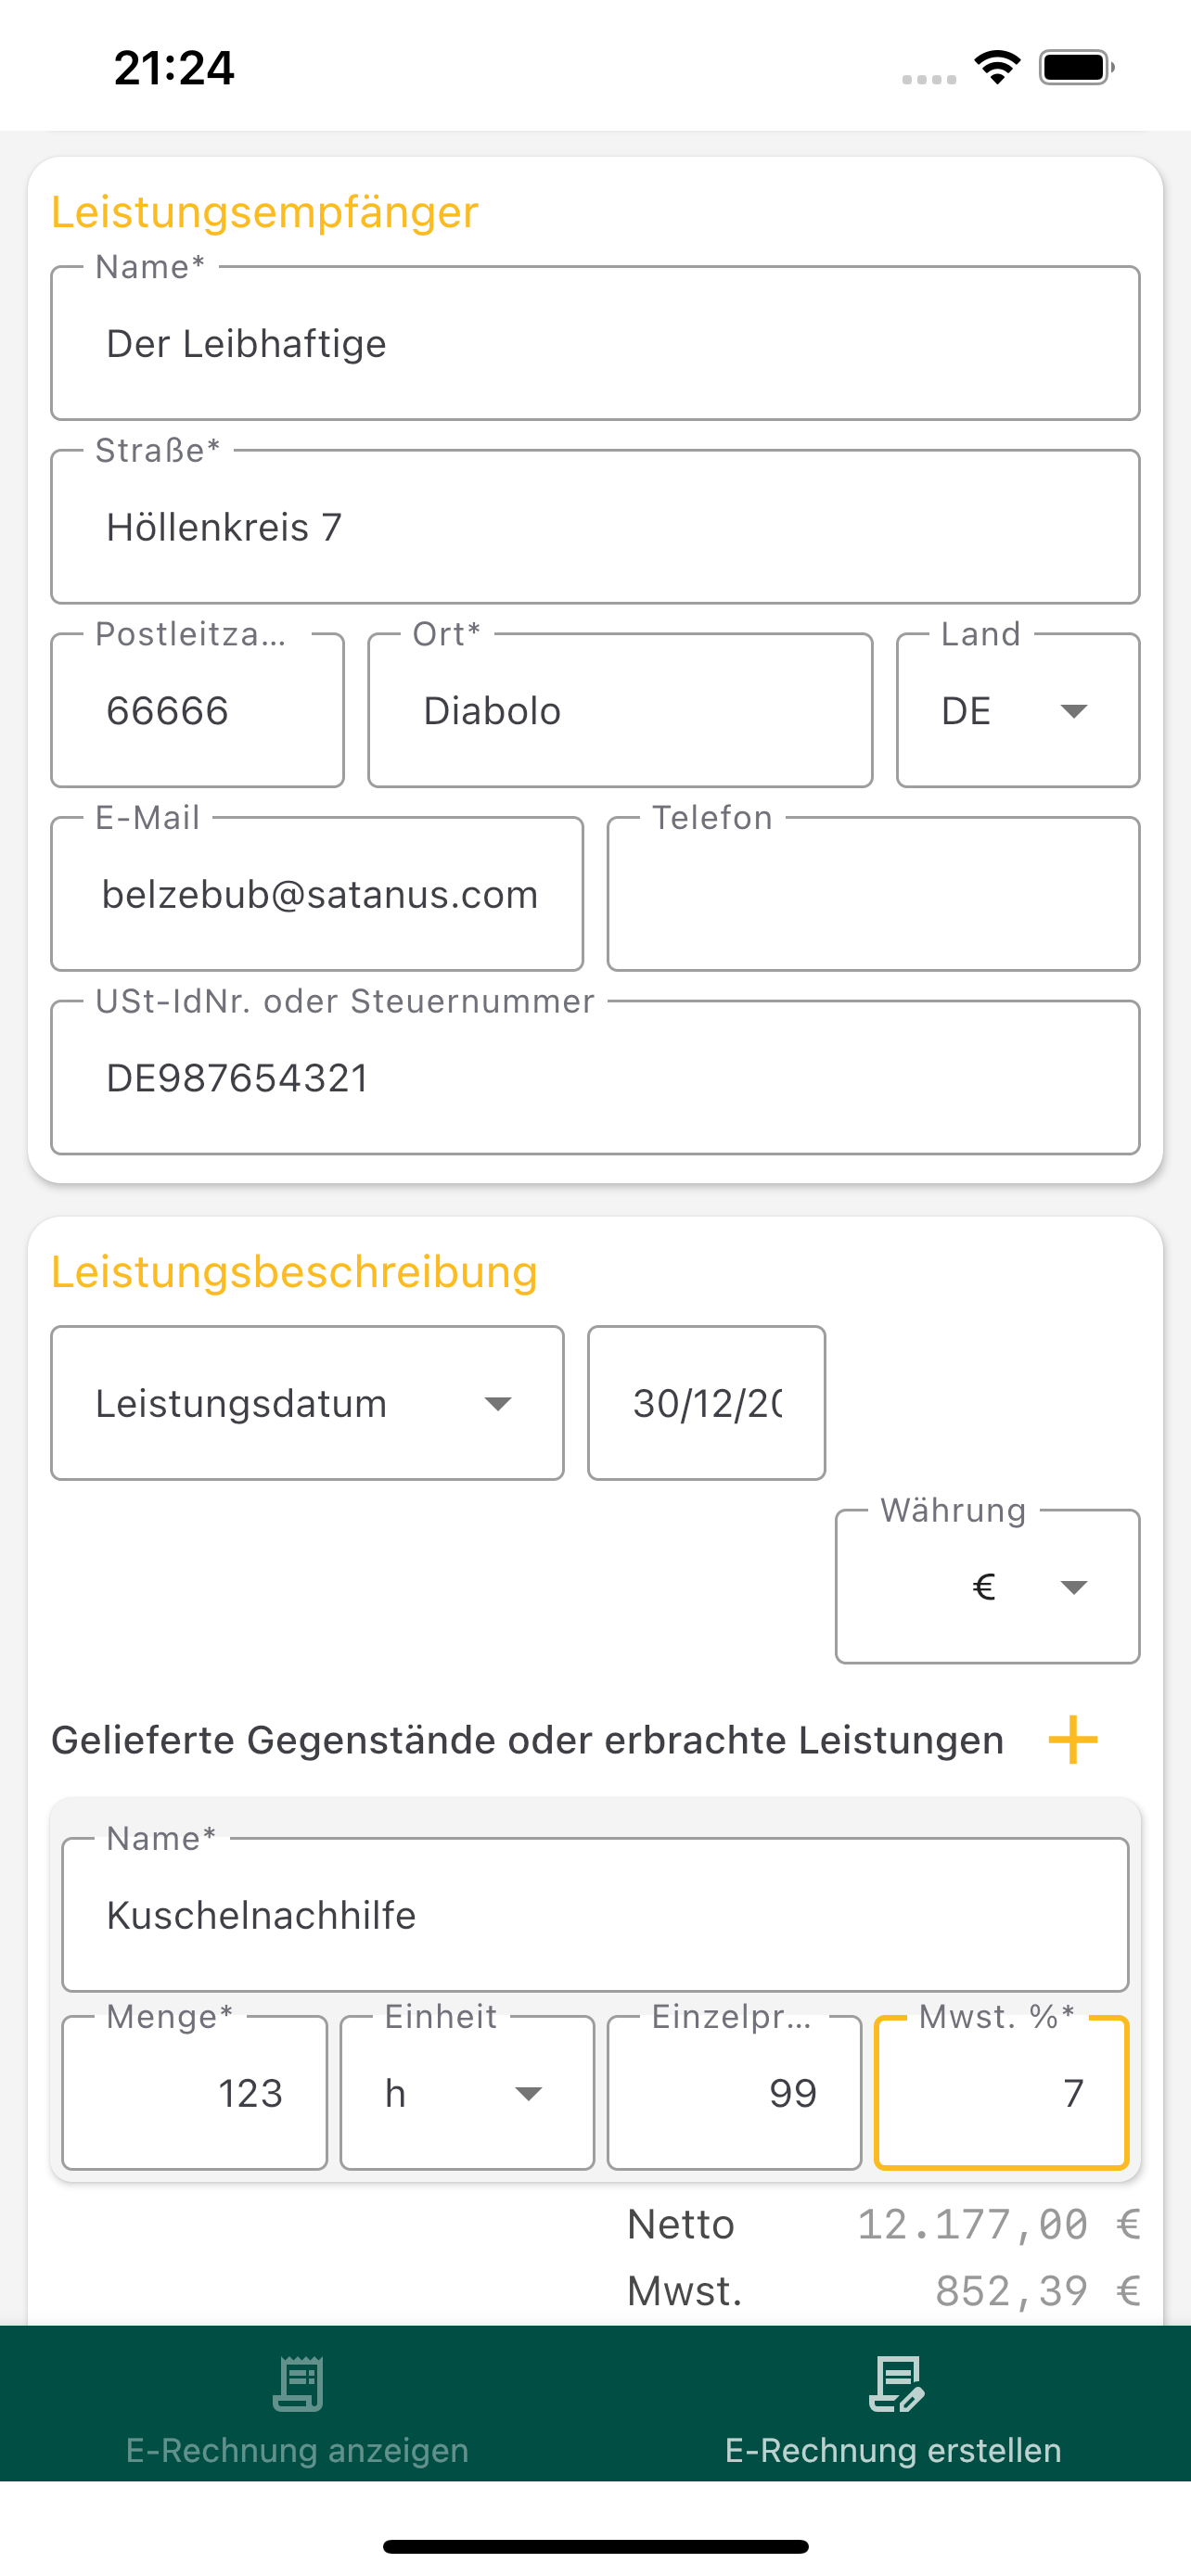 21:24
Leistungsempfänger
Name*
Der Leibhaftige
Straße*
Höllenkreis 7
Postleitza... Ort* Land
66666 Diabolo DE
E-Mail Telefon
belzebub@satanus.com
USt-IdNr. oder Steuernummer
DE987654321
Leistungsbeschreibung
Leistungsdatum 30/12/20
Währung
€
Gelieferte Gegenstände oder erbrachte Leistungen +
Name*
Kuschelnachhilfe
Menge* Einheit Einzelpr... Mwst. %*
123 h 99 7
Netto 12.177,00 €
Mwst. 852,39 €
E-Rechnung anzeigen E-Rechnung erstellen